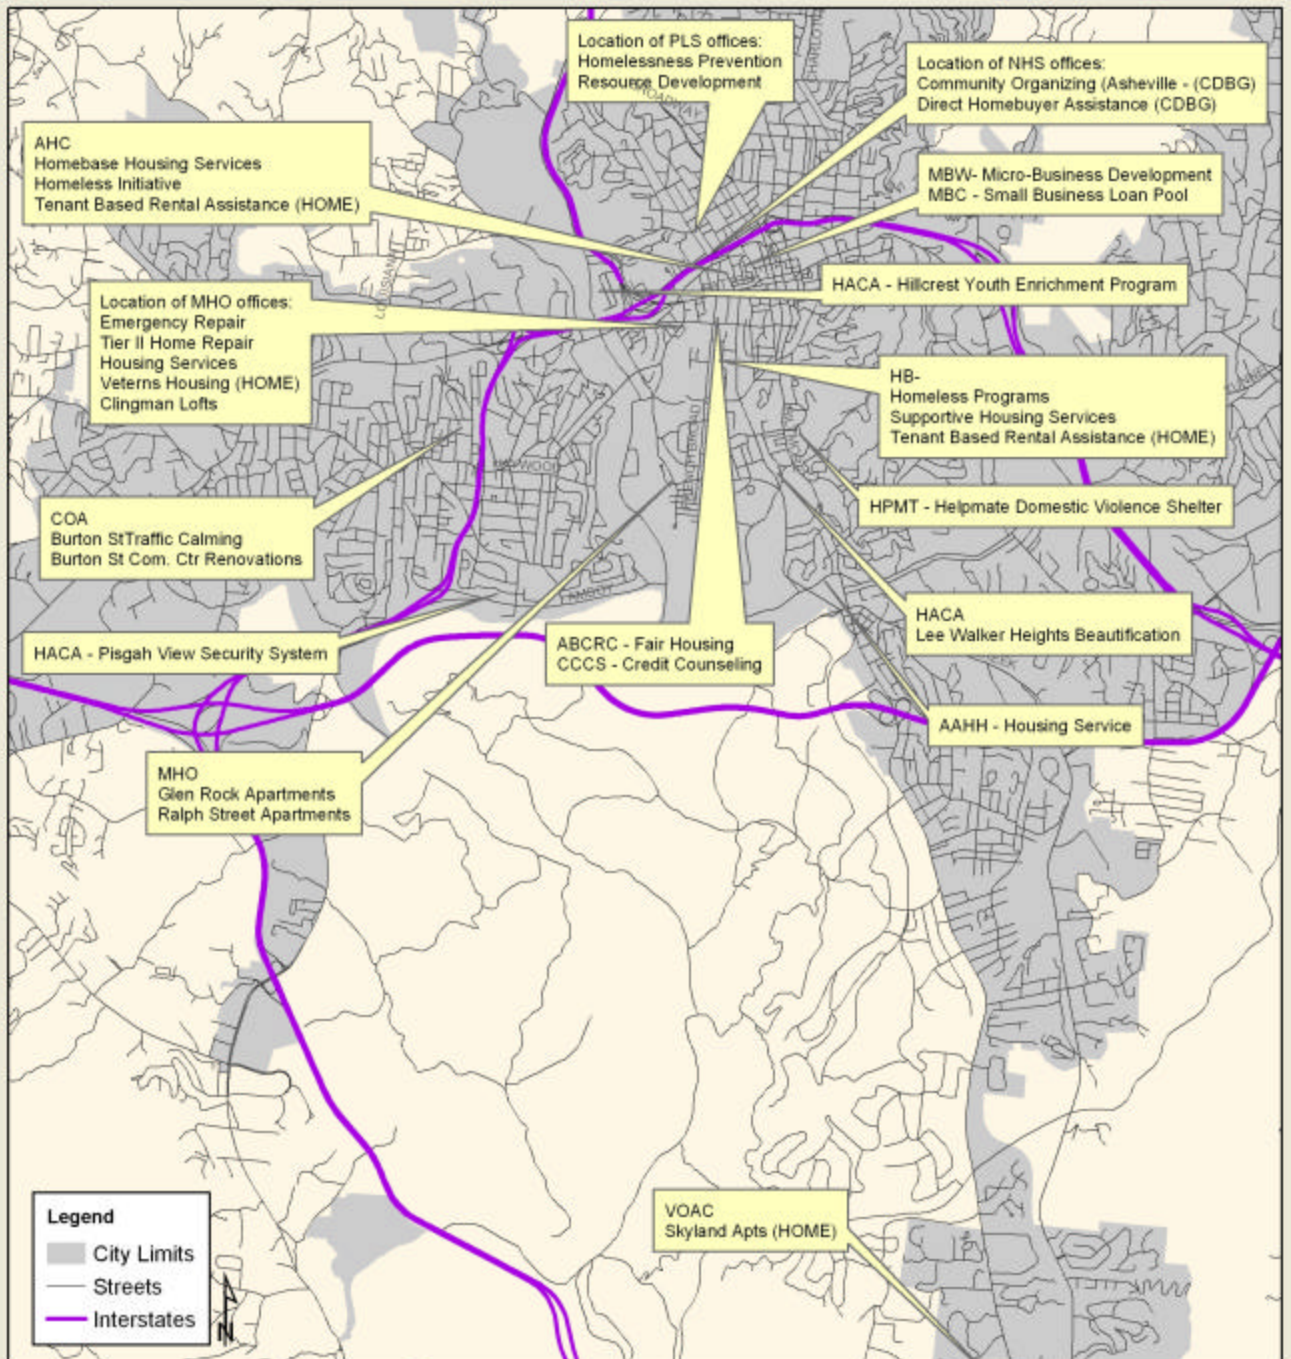 Location of PLS offices:
Homelessness Prevention
Resource Development
CHARLOTTE
BROADWAY
Location of NHS offices:
Community Organizing (Asheville - (CDBG)
Direct Homebuyer Assistance (CDBG)
AHC
Homebase Housing Services
Homeless Initiative
Tenant Based Rental Assistance (HOME)
MBW- Micro-Business Development
MBC - Small Business Loan Pool
HACA - Hillcrest Youth Enrichment Program
LOUISIANA
Location of MHO offices:
Emergency Repair
Tier II Home Repair
Housing Services
Veterns Housing (HOME)
Clingman Lofts
HB-
Homeless Programs
Supportive Housing Services
Tenant Based Rental Assistance (HOME)
HPMT - Helpmate Domestic Violence Shelter
COA
Burton StTraffic Calming
Burton St Com. Ctr Renovations
AMBOY
HACA
Lee Walker Heights Beautification
HACA - Pisgah View Security System
ABCRC - Fair Housing
CCCS - Credit Counseling
AAHH - Housing Service
MHO
Glen Rock Apartments
Ralph Street Apartments
VOAC
Skyland Apts (HOME)
Legend
City Limits
Streets
Interstates
N